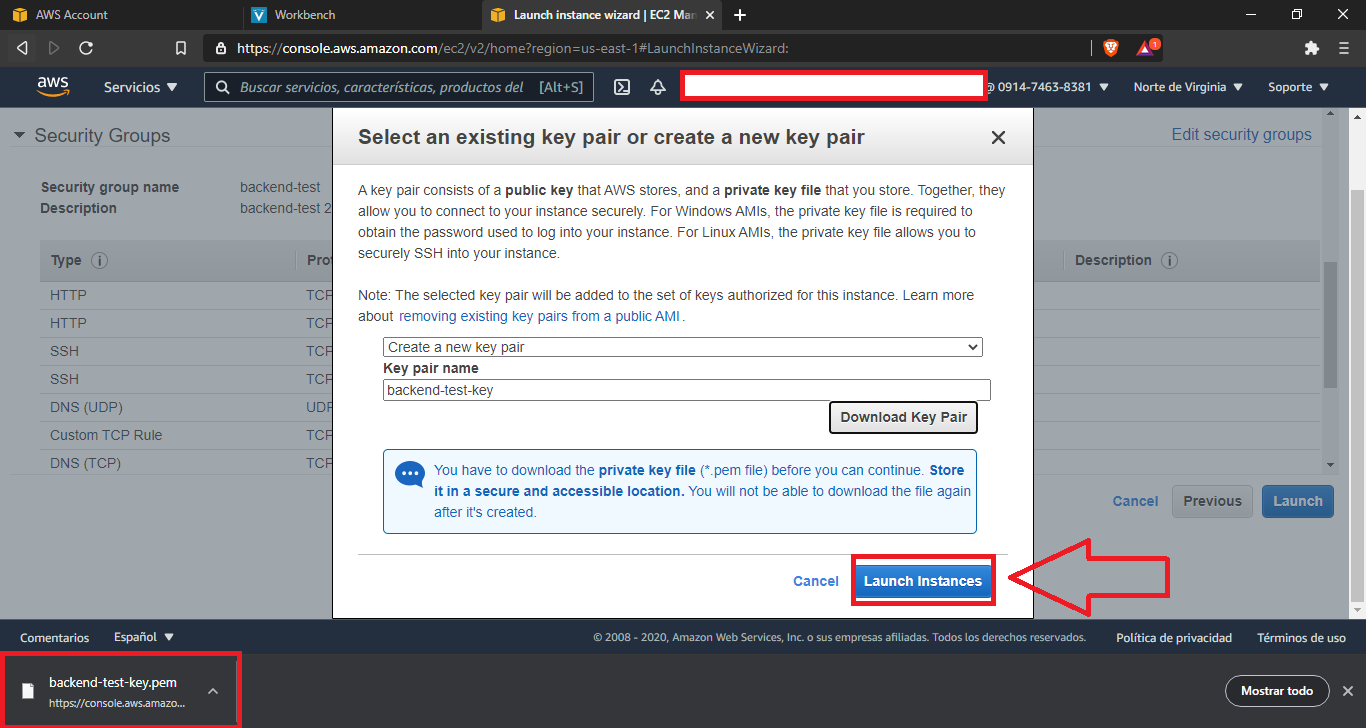 AWS Account
Workbench
Launch instance wizard | EC2 Man
https://console.aws.amazon.com/ec2/v2/home?region=us-east-1#LaunchInstanceWizard:
1
aws
Servicios
Buscar servicios, características, productos del [Alt+S]
@ 0914-7463-8381
Norte de Virginia
Soporte
Security Groups
Edit security groups
Security group name backend-test
Description backend-test 2
Type Description
HTTP TCP
HTTP TCP
SSH TCP
SSH TCP
DNS (UDP) UDP
Custom TCP Rule TCP
DNS (TCP) TCP
Cancel Previous Launch
Select an existing key pair or create a new key pair
A key pair consists of a public key that AWS stores, and a private key file that you store. Together, they
allow you to connect to your instance securely. For Windows AMIs, the private key file is required to
obtain the password used to log into your instance. For Linux AMIs, the private key file allows you to
securely SSH into your instance.
Note: The selected key pair will be added to the set of keys authorized for this instance. Learn more
about removing existing key pairs from a public AMI .
Create a new key pair
Key pair name
backend-test-key
Download Key Pair
You have to download the private key file (*.pem file) before you can continue. Store
it in a secure and accessible location. You will not be able to download the file again
after it's created.
Cancel Launch Instances
Comentarios Español
© 2008 - 2020, Amazon Web Services, Inc. o sus empresas afiliadas. Todos los derechos reservados.
Política de privacidad Términos de uso
backend-test-key.pem
https://console.aws.amazo...
Mostrar todo